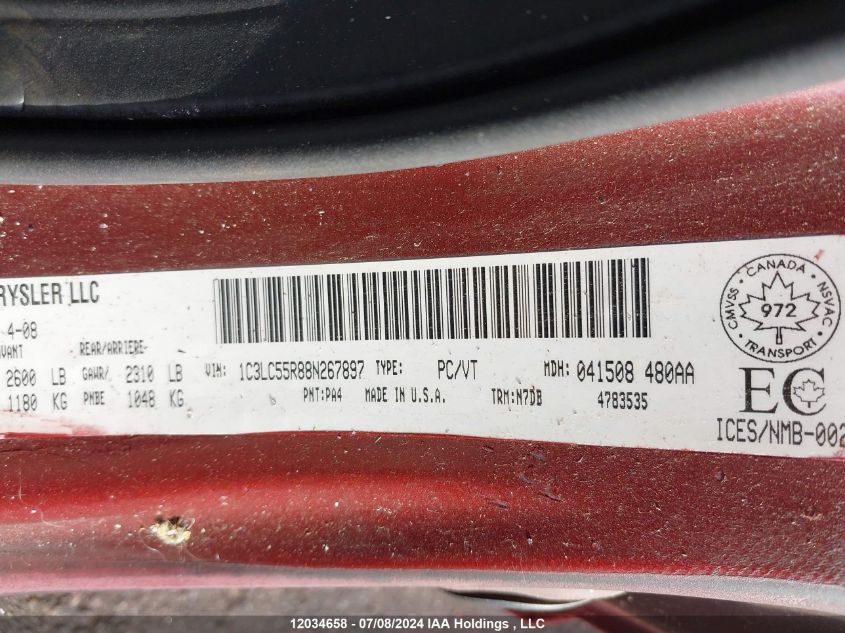 RYSLER LLC
4-08
VANT REAR/ARRIERE
2600 LB GAWR/ 2310 LB
1180 KG PNBE 1048 KG
VIN: 1C3LC55R88N267897 TYPE: PC/VT MDH: 041508 480AA
PNT:PA4 MADE IN U.S.A. TRM:N7DB 4783535
CANADA
CMVSS 972 NSVAC
TRANSPORT
EC
ICES/NMB-002
12034658 - 07/08/2024 IAA Holdings , LLC